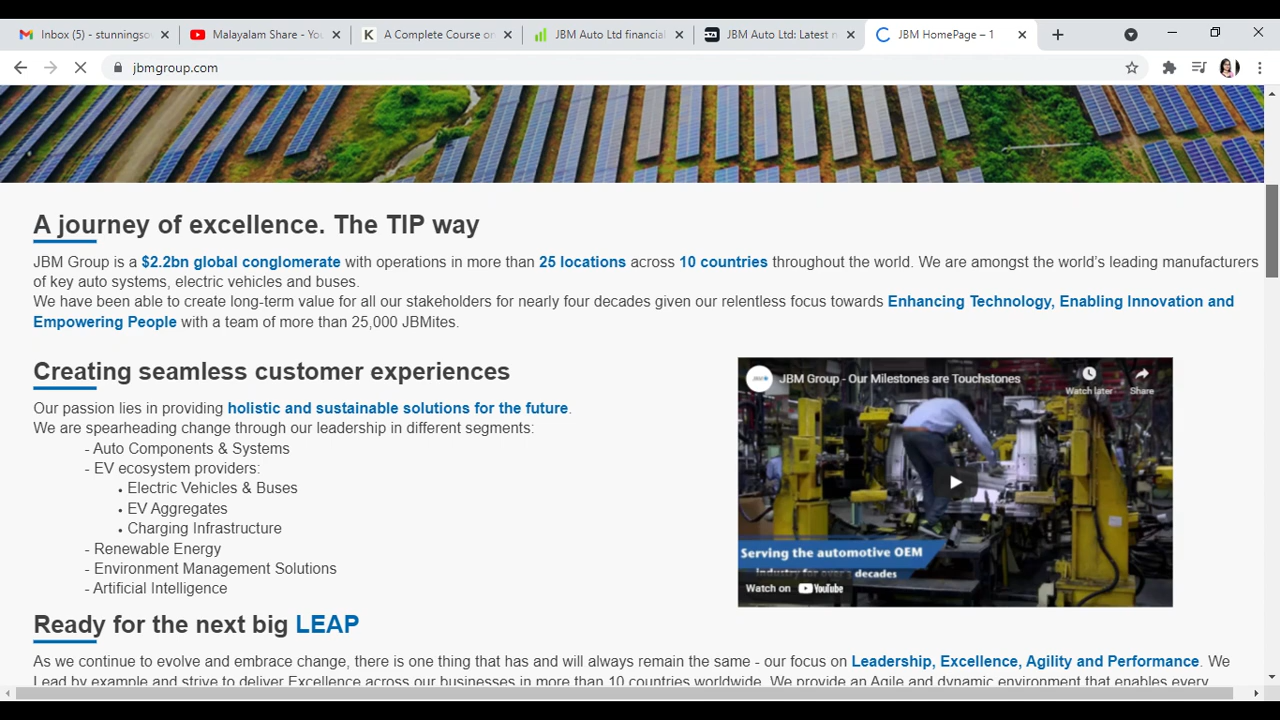 Inbox (5) - stunningso
Malayalam Share - You
K A Complete Course on
JBM Auto Ltd financial
JBM Auto Ltd: Latest n
JBM HomePage – 1
jbmgroup.com
A journey of excellence. The TIP way
JBM Group is a $2.2bn global conglomerate with operations in more than 25 locations across 10 countries throughout the world. We are amongst the world's leading manufacturers
of key auto systems, electric vehicles and buses.
We have been able to create long-term value for all our stakeholders for nearly four decades given our relentless focus towards Enhancing Technology, Enabling Innovation and
Empowering People with a team of more than 25,000 JBMites.
Creating seamless customer experiences
Our passion lies in providing holistic and sustainable solutions for the future.
We are spearheading change through our leadership in different segments:
- Auto Components & Systems
- EV ecosystem providers:
• Electric Vehicles & Buses
• EV Aggregates
• Charging Infrastructure
- Renewable Energy
- Environment Management Solutions
- Artificial Intelligence
JBM Group - Our Milestones are Touchstones
Watch later
Share
Serving the automotive OEM
industry for over 3 decades
Watch on YouTube
Ready for the next big LEAP
As we continue to evolve and embrace change, there is one thing that has and will always remain the same - our focus on Leadership, Excellence, Agility and Performance. We
Lead by example and strive to deliver Excellence across our businesses in more than 10 countries worldwide. We provide an Agile and dynamic environment that enables every